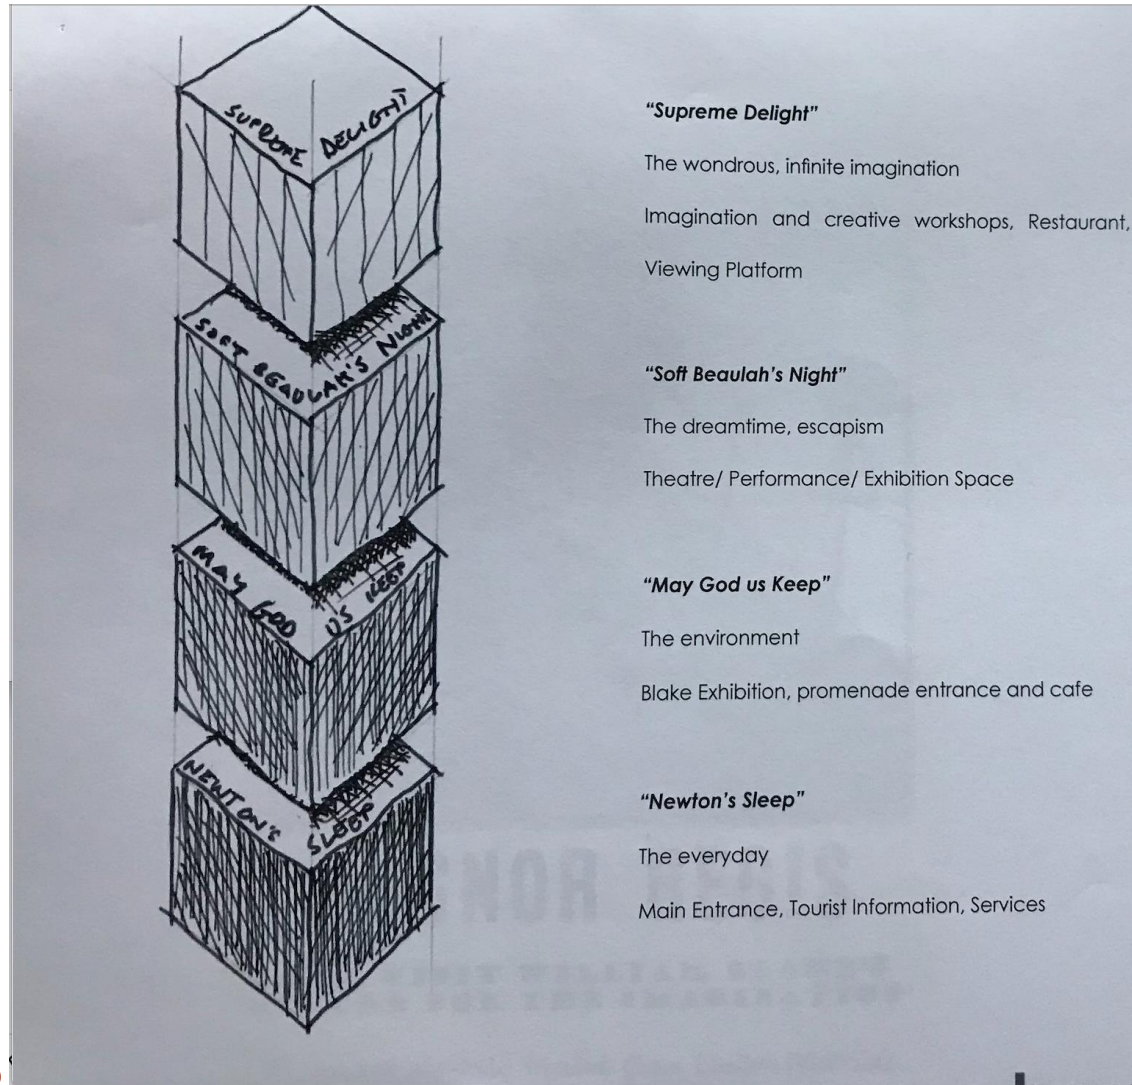 SUPREME DELIGHT
"Supreme Delight"
The wondrous, infinite imagination
Imagination and creative workshops, Restaurant,
Viewing Platform
SOFT BEAULAH'S NIGHT
"Soft Beaulah's Night"
The dreamtime, escapism
Theatre/ Performance/ Exhibition Space
MAY GOD US KEEP
"May God us Keep"
The environment
Blake Exhibition, promenade entrance and cafe
NEWTON'S SLEEP
"Newton's Sleep"
The everyday
Main Entrance, Tourist Information, Services